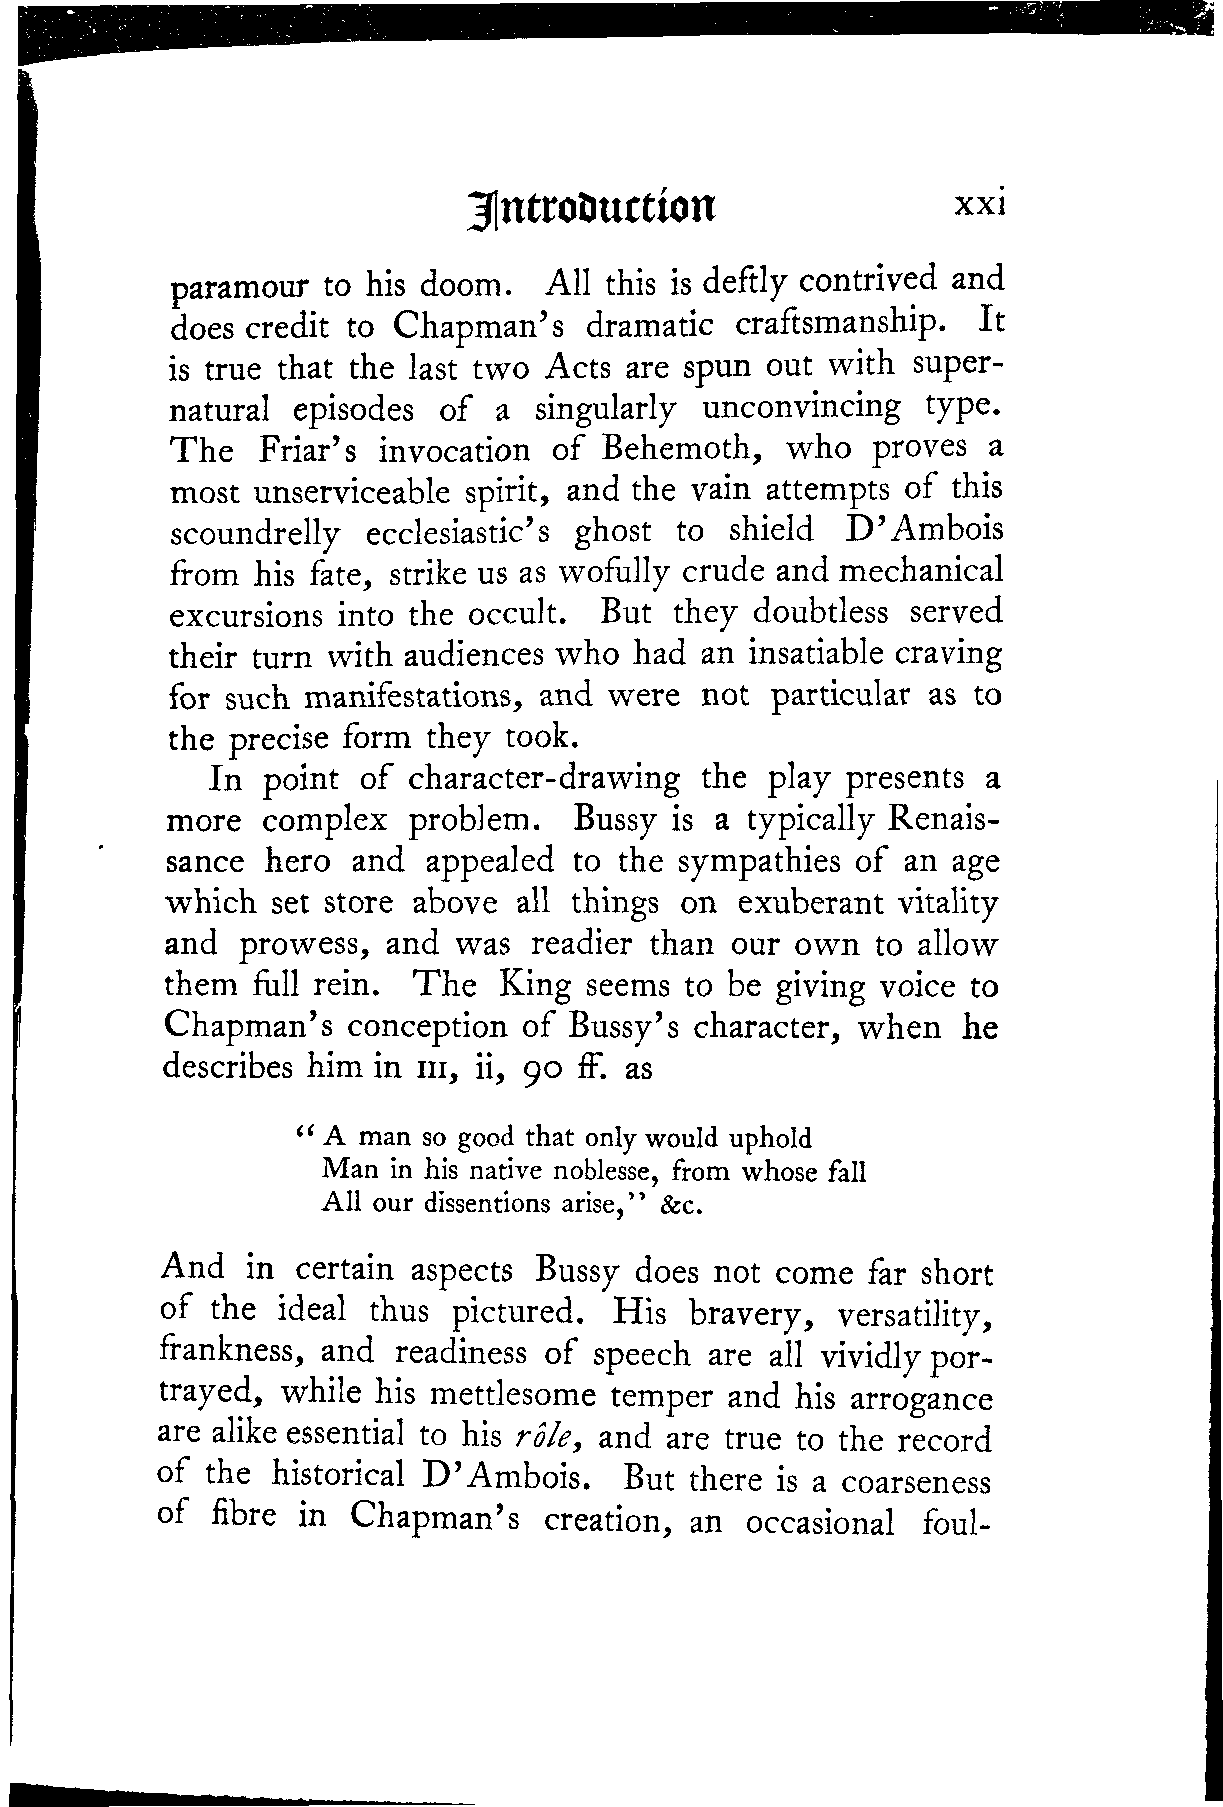 Introduction xxi
paramour to his doom. All this is deftly contrived and
does credit to Chapman's dramatic craftsmanship. It
is true that the last two Acts are spun out with super-
natural episodes of a singularly unconvincing type.
The Friar's invocation of Behemoth, who proves a
most unserviceable spirit, and the vain attempts of this
scoundrelly ecclesiastic's ghost to shield D'Ambois
from his fate, strike us as wofully crude and mechanical
excursions into the occult. But they doubtless served
their turn with audiences who had an insatiable craving
for such manifestations, and were not particular as to
the precise form they took.
In point of character-drawing the play presents a
more complex problem. Bussy is a typically Renais-
sance hero and appealed to the sympathies of an age
which set store above all things on exuberant vitality
and prowess, and was readier than our own to allow
them full rein. The King seems to be giving voice to
Chapman's conception of Bussy's character, when he
describes him in III, ii, 90 ff. as
"A man so good that only would uphold
Man in his native noblesse, from whose fall
All our dissentions arise," &c.
And in certain aspects Bussy does not come far short
of the ideal thus pictured. His bravery, versatility,
frankness, and readiness of speech are all vividly por-
trayed, while his mettlesome temper and his arrogance
are alike essential to his rôle, and are true to the record
of the historical D'Ambois. But there is a coarseness
of fibre in Chapman's creation, an occasional foul-